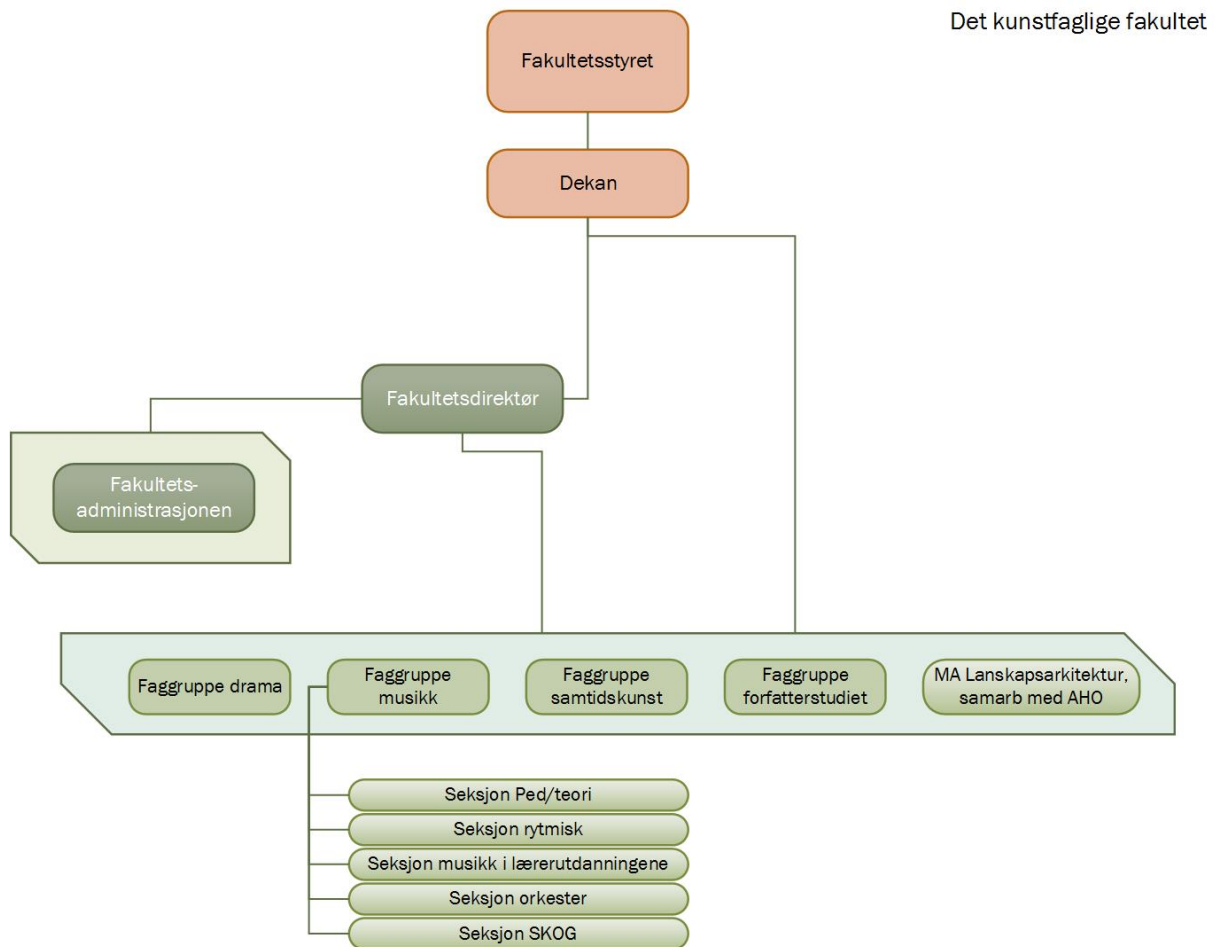 Det kunstfaglige fakultet
Fakultetsstyret
Dekan
Fakultetsdirektør
Fakultets-
administrasjonen
Faggruppe drama
Faggruppe
musikk
Faggruppe
samtidskunst
Faggruppe
forfatterstudiet
MA Lanskapsarkitektur,
samarb med AHO
Seksjon Ped/teori
Seksjon rytmisk
Seksjon musikk i lærerutdanningene
Seksjon orkester
Seksjon SKOG